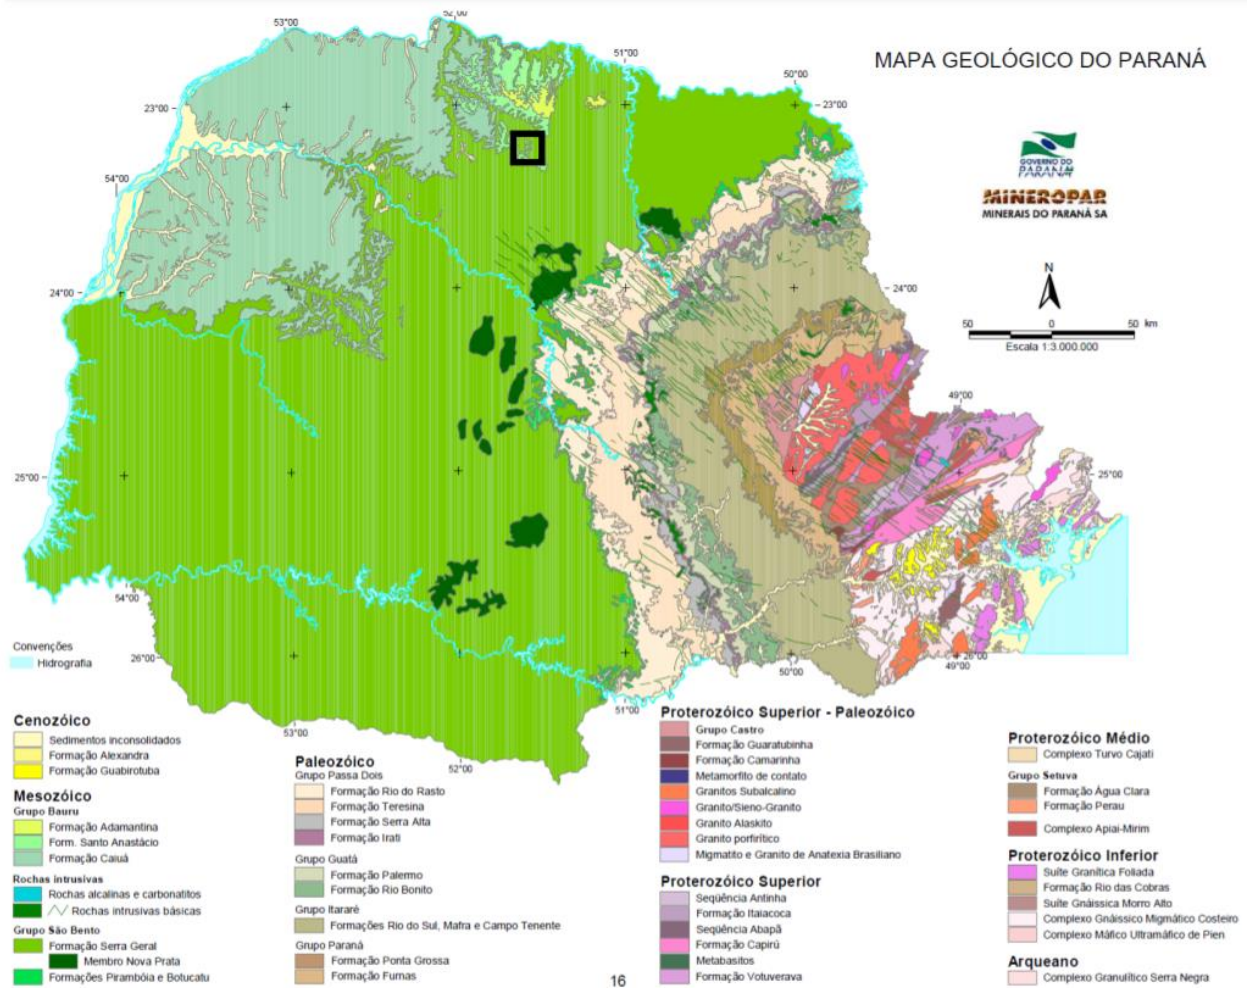 MAPA GEOLÓGICO DO PARANÁ
53°00
52°00
51°00
50°00
23°00
23°00
54°00
GOVERNO DO
PARANÁ
MINEROPAR
MINERAIS DO PARANÁ SA
N
24°00
24°00
50 0 50 km
Escala 1:3.000.000
49°00
25°00
25°00
54°00
26°00
26°00
50°00
49°00
51°00
53°00
52°00
Convenções
Hidrografia
Cenozóico
Sedimentos inconsolidados
Formação Alexandra
Formação Guabirotuba
Mesozóico
Grupo Bauru
Formação Adamantina
Form. Santo Anastácio
Formação Caiuá
Rochas intrusivas
Rochas alcalinas e carbonatitos
Rochas intrusivas básicas
Grupo São Bento
Formação Serra Geral
Membro Nova Prata
Formações Pirambóia e Botucatu
Paleozóico
Grupo Passa Dois
Formação Rio do Rasto
Formação Teresina
Formação Serra Alta
Formação Irati
Grupo Guatá
Formação Palermo
Formação Rio Bonito
Grupo Itararé
Formações Rio do Sul, Mafra e Campo Tenente
Grupo Paraná
Formação Ponta Grossa
Formação Furnas
16
Proterozóico Superior - Paleozóico
Grupo Castro
Formação Guaratubinha
Formação Camarinha
Metamorfito de contato
Granitos Subalcalino
Granito/Sieno-Granito
Granito Alaskito
Granito porfirítico
Migmatito e Granito de Anatexia Brasiliano
Proterozóico Superior
Seqüência Antinha
Formação Itaiacoca
Seqüência Abapã
Formação Capirú
Metabasitos
Formação Votuverava
Proterozóico Médio
Complexo Turvo Cajati
Grupo Setuva
Formação Água Clara
Formação Perau
Complexo Apiaí-Mirim
Proterozóico Inferior
Suíte Granítica Foliada
Formação Rio das Cobras
Suíte Gnáissica Morro Alto
Complexo Gnáissico Migmático Costeiro
Complexo Máfico Ultramáfico de Pien
Arqueano
Complexo Granulítico Serra Negra